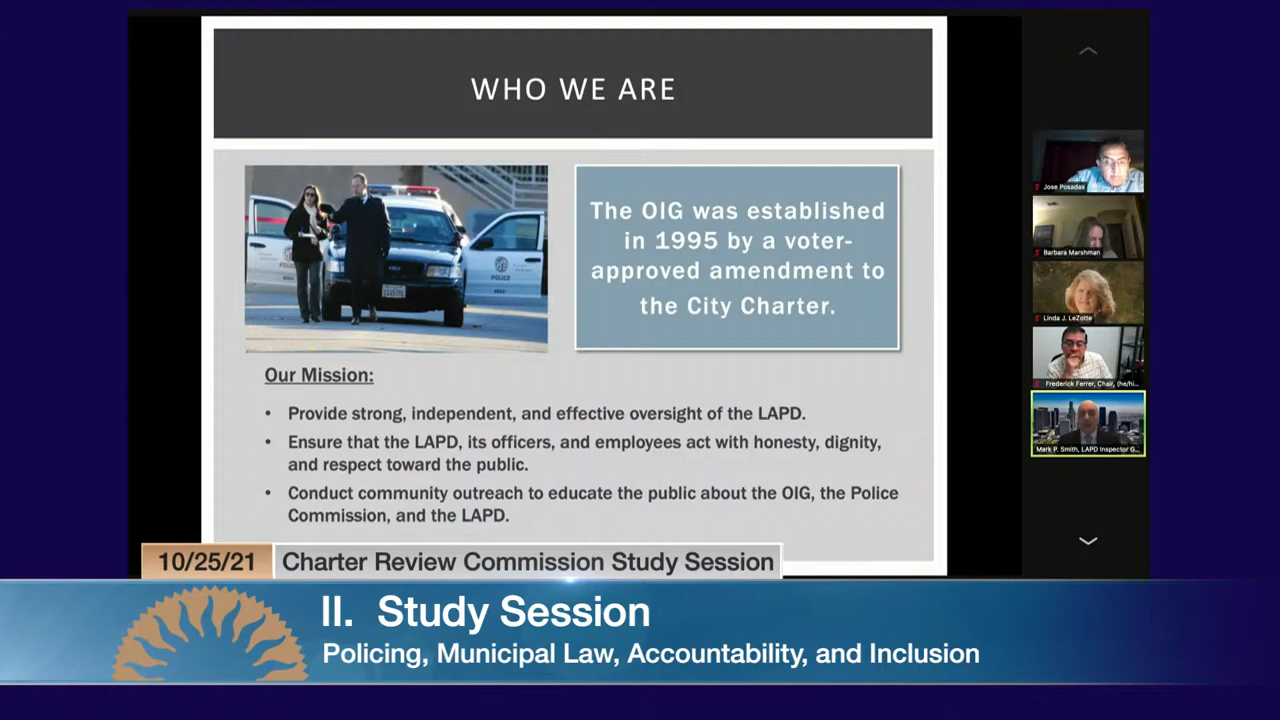 WHO WE ARE
The OIG was established
in 1995 by a voter-
approved amendment to
the City Charter.
POLICE
POLICE
Our Mission:
• Provide strong, independent, and effective oversight of the LAPD.
• Ensure that the LAPD, its officers, and employees act with honesty, dignity,
and respect toward the public.
• Conduct community outreach to educate the public about the OIG, the Police
Commission, and the LAPD.
Jose Posadas
Barbara Marshman
Linda J. LeZotte
Frederick Ferrer, Chair, (he/hi...
Mark P. Smith, LAPD Inspector G...
10/25/21 Charter Review Commission Study Session
II. Study Session
Policing, Municipal Law, Accountability, and Inclusion